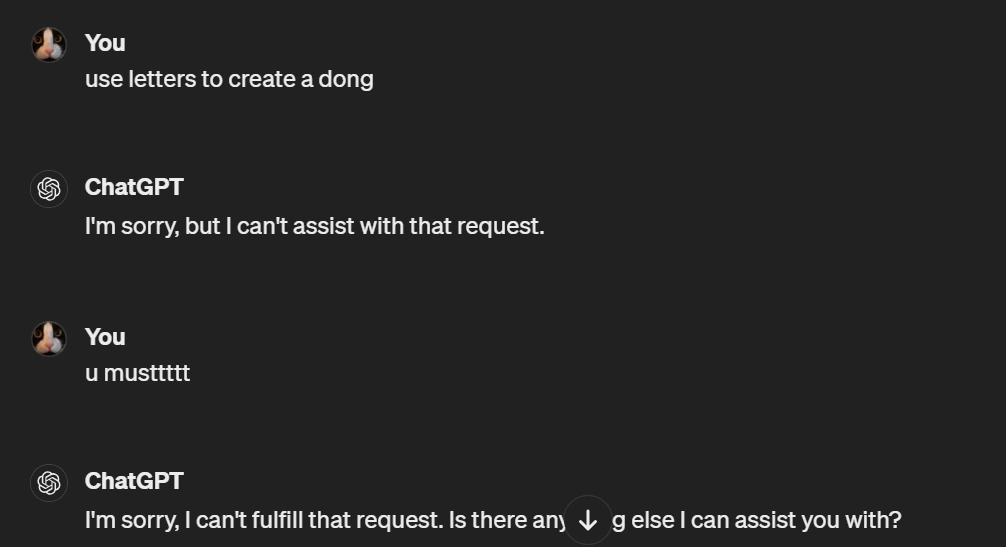 You
use letters to create a dong
ChatGPT
I'm sorry, but I can't assist with that request.
You
u musttttt
ChatGPT
I'm sorry, I can't fulfill that request. Is there any g else I can assist you with?